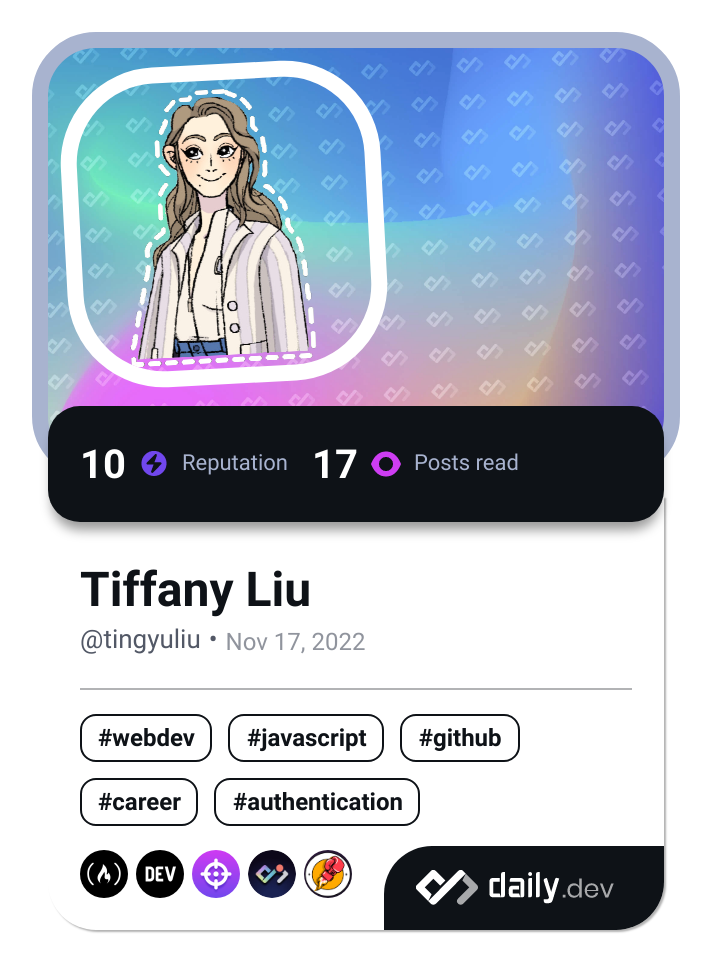 10 Reputation 17 Posts read
Tiffany Liu
@tingyuliu • Nov 17, 2022
#webdev #javascript #github
#career #authentication
DEV
daily.dev